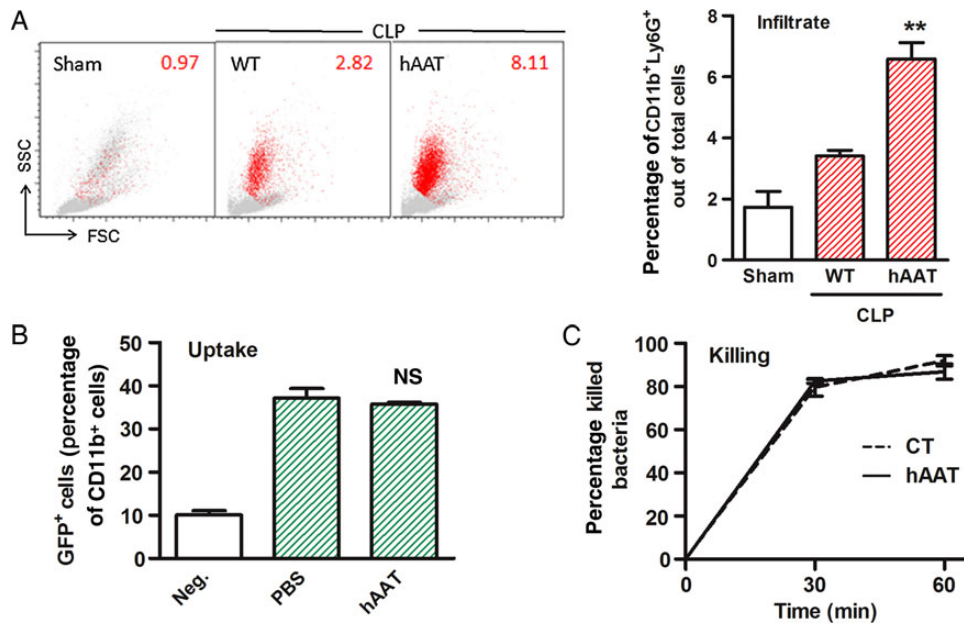 A
CLP
Sham 0.97
WT 2.82
hAAT 8.11
SSC
FSC
Infiltrate
**
Percentage of CD11b⁺Ly6G⁺
out of total cells
8
6
4
2
0
Sham WT hAAT
CLP
B
Uptake
NS
GFP⁺ cells (percentage
of CD11b⁺ cells)
50
40
30
20
10
0
Neg. PBS hAAT
C
Killing
Percentage killed
bacteria
100
80
60
40
20
0
CT
hAAT
0 30 60
Time (min)